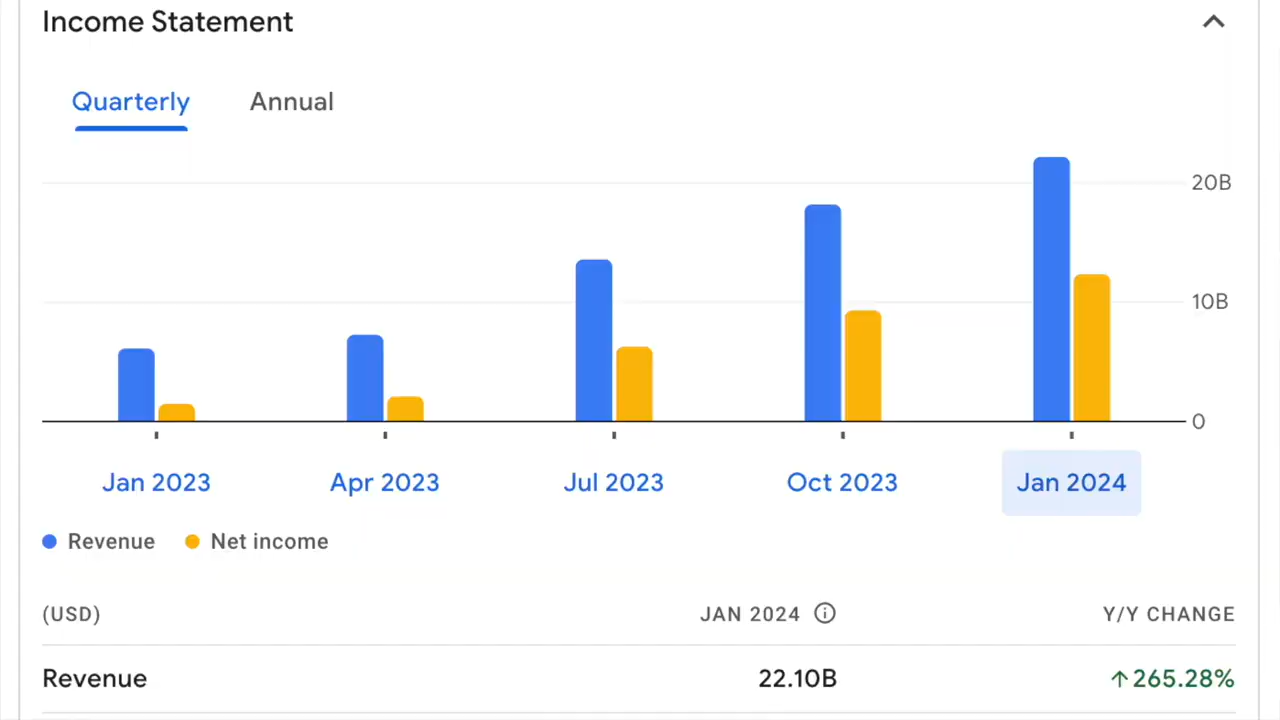 Income Statement
Quarterly Annual
20B
10B
0
Jan 2023 Apr 2023 Jul 2023 Oct 2023 Jan 2024
Revenue Net income
(USD) JAN 2024 Y/Y CHANGE
Revenue 22.10B ↑265.28%